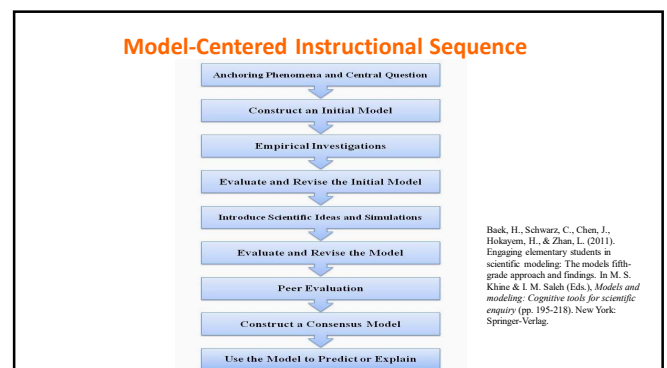 Model-Centered Instructional Sequence
Anchoring Phenomena and Central Question
Construct an Initial Model
Empirical Investigations
Evaluate and Revise the Initial Model
Introduce Scientific Ideas and Simulations
Evaluate and Revise the Model
Peer Evaluation
Construct a Consensus Model
Use the Model to Predict or Explain
Baek, H., Schwarz, C., Chen, J.,
Hokayem, H., & Zhan, L. (2011).
Engaging elementary students in
scientific modeling: The models fifth-
grade approach and findings. In M. S.
Khine & I. M. Saleh (Eds.), Models and
modeling: Cognitive tools for scientific
enquiry (pp. 195-218). New York:
Springer-Verlag.